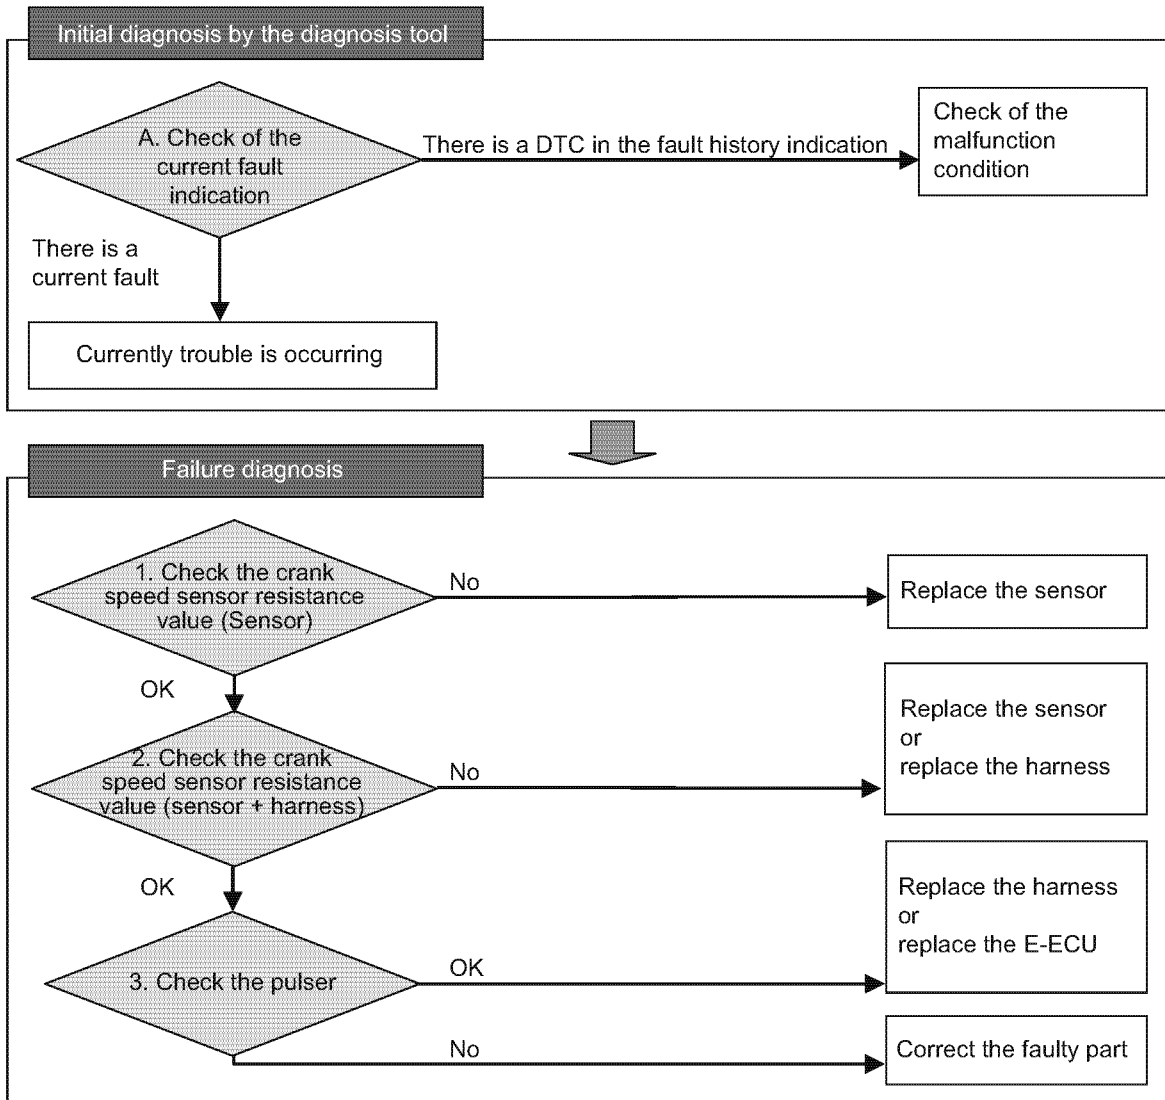 Initial diagnosis by the diagnosis tool
A. Check of the
current fault
indication
There is a DTC in the fault history indication
Check of the
malfunction
condition
There is a
current fault
Currently trouble is occurring
Failure diagnosis
1. Check the crank
speed sensor resistance
value (Sensor)
No
Replace the sensor
OK
2. Check the crank
speed sensor resistance
value (sensor + harness)
No
Replace the sensor
or
replace the harness
OK
3. Check the pulser
OK
Replace the harness
or
replace the E-ECU
No
Correct the faulty part